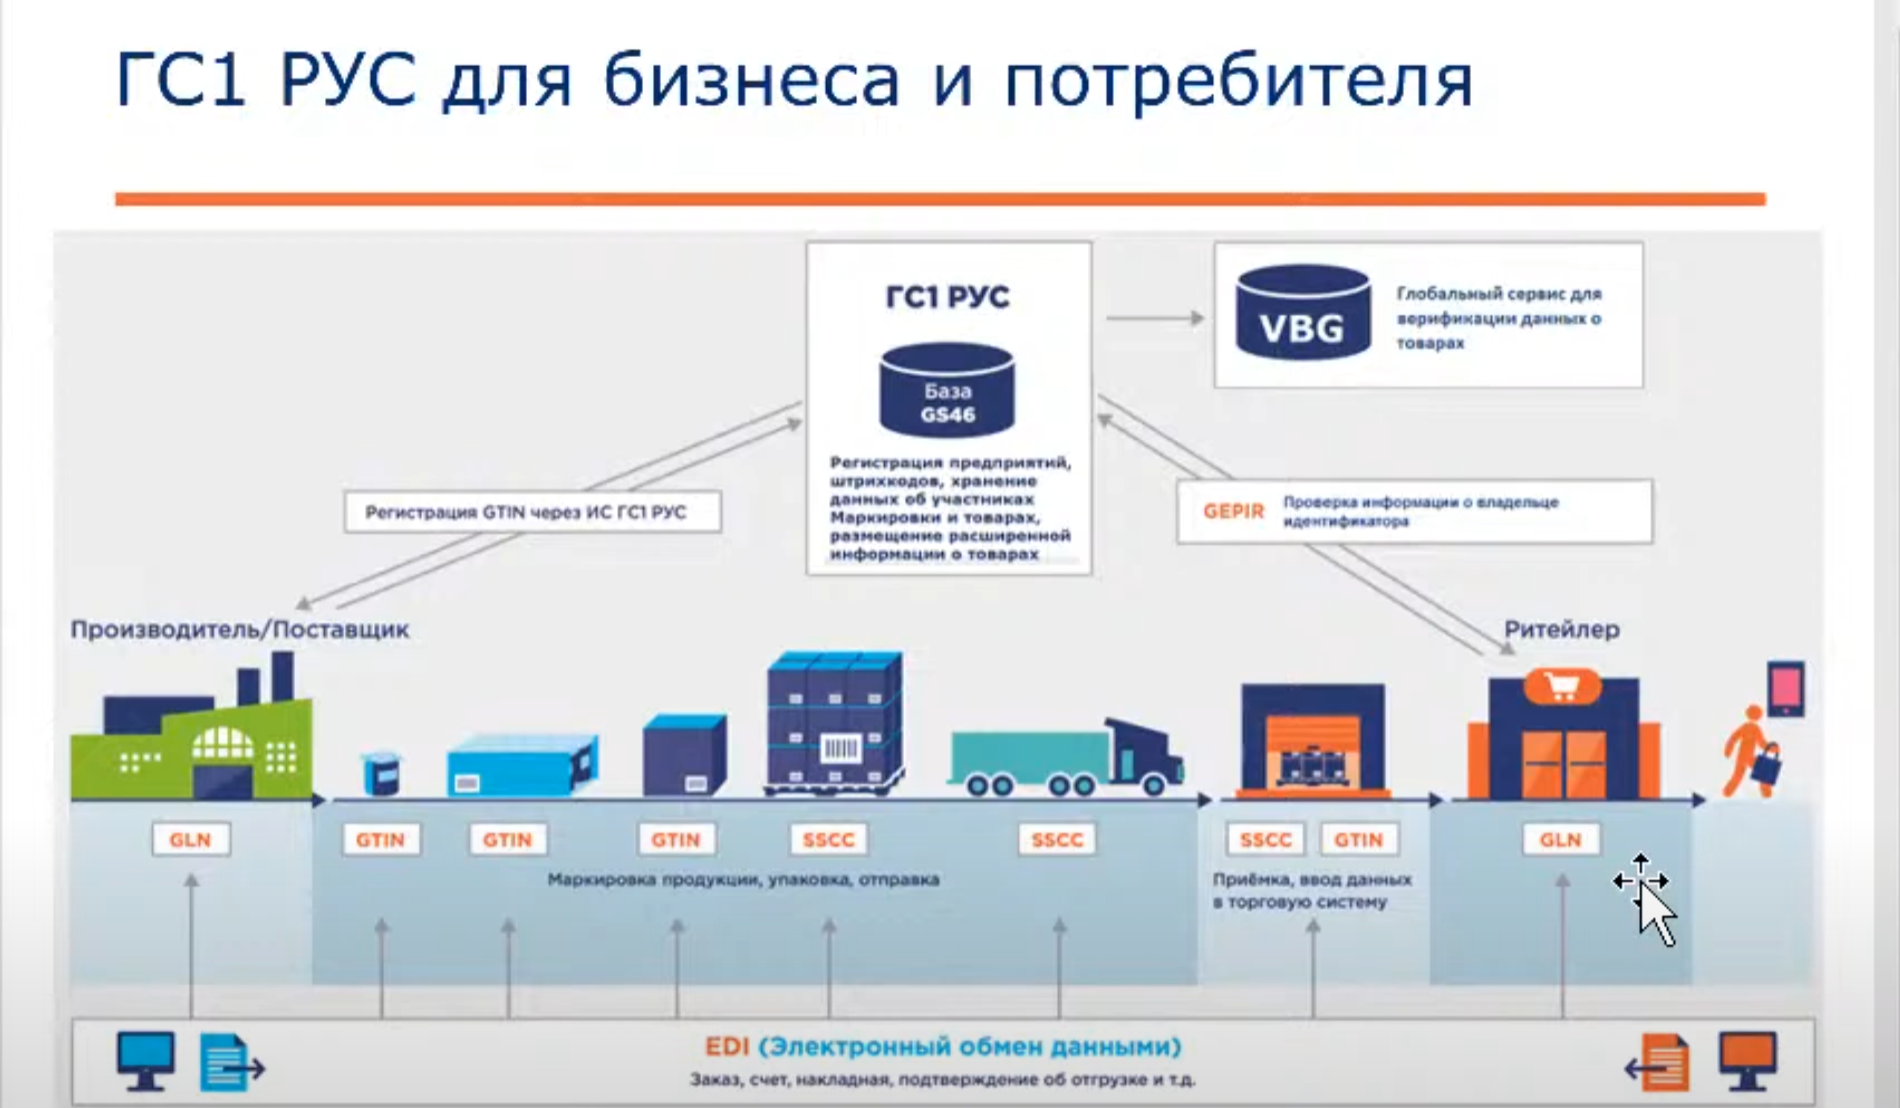 ГС1 РУС для бизнеса и потребителя
ГС1 РУС
База
GS46
Регистрация предприятий,
штрихкодов, хранение
данных об участниках
Маркировки и товарах,
размещение расширенной
информации о товарах
VBG
Глобальный сервис для
верификации данных о
товарах
Регистрация GTIN через ИС ГС1 РУС
GEPIR
Проверка информации о владельце
идентификатора
Производитель/Поставщик
Ритейлер
GLN
GTIN
GTIN
GTIN
SSCC
SSCC
SSCC
GTIN
GLN
Маркировка продукции, упаковка, отправка
Приёмка, ввод данных
в торговую систему
EDI (Электронный обмен данными)
Заказ, счет, накладная, подтверждение об отгрузке и т.д.